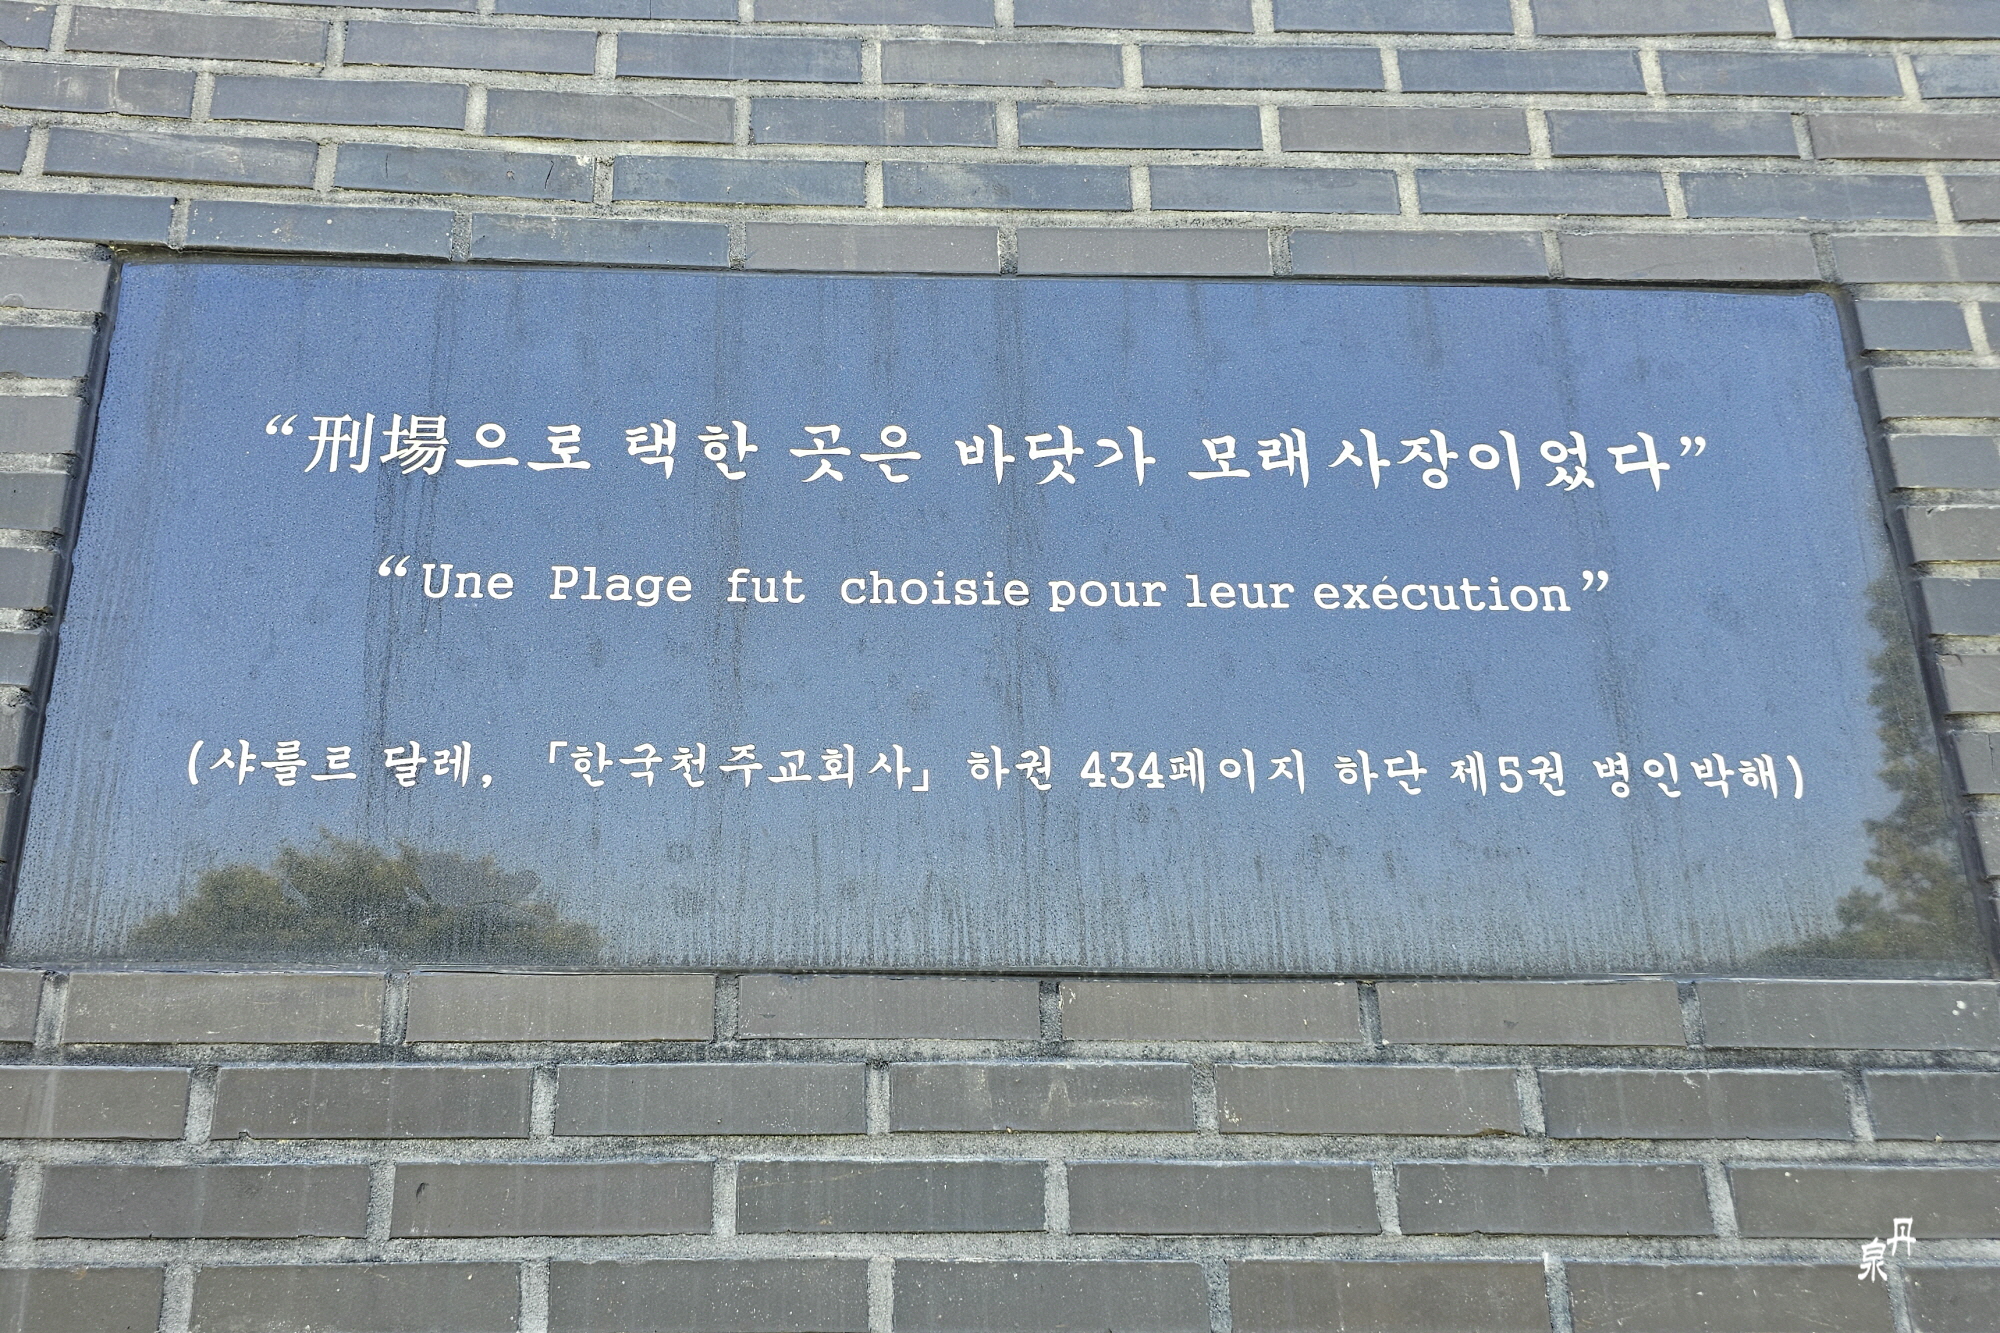 “刑場으로 택한 곳은 바닷가 모래사장이었다”
“Une Plage fut choisie pour leur exécution”
(샤를르 달레, 「한국천주교회사」 하권 434페이지 하단 제5권 병인박해)
丹
泉